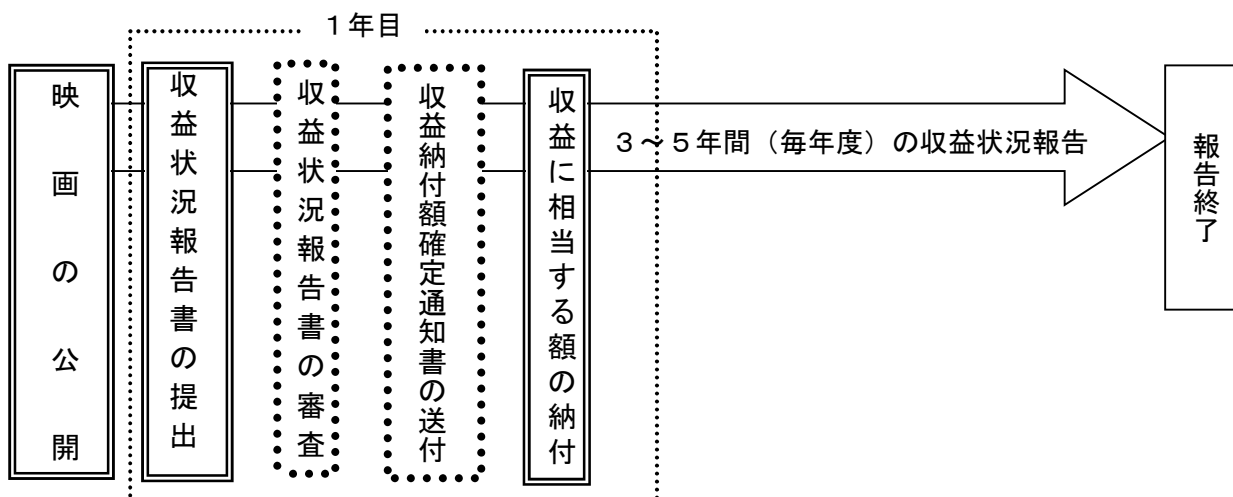 １年目
映画の公開
収益状況報告書の提出
収益状況報告書の審査
収益納付額確定通知書の送付
収益に相当する額の納付
３～５年間（毎年度）の収益状況報告
報告終了